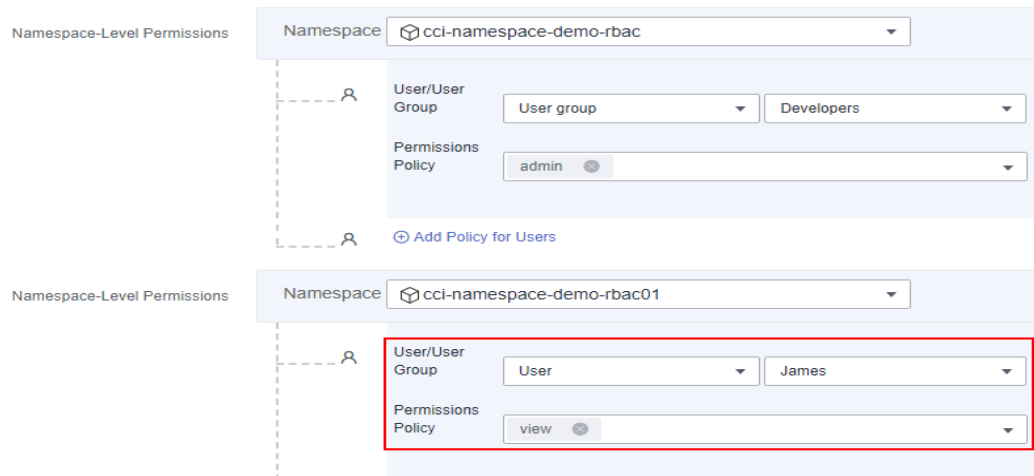 Namespace-Level Permissions
Namespace
cci-namespace-demo-rbac
User/User
Group
User group
Developers
Permissions
Policy
admin
Add Policy for Users
Namespace-Level Permissions
Namespace
cci-namespace-demo-rbac01
User/User
Group
User
James
Permissions
Policy
view